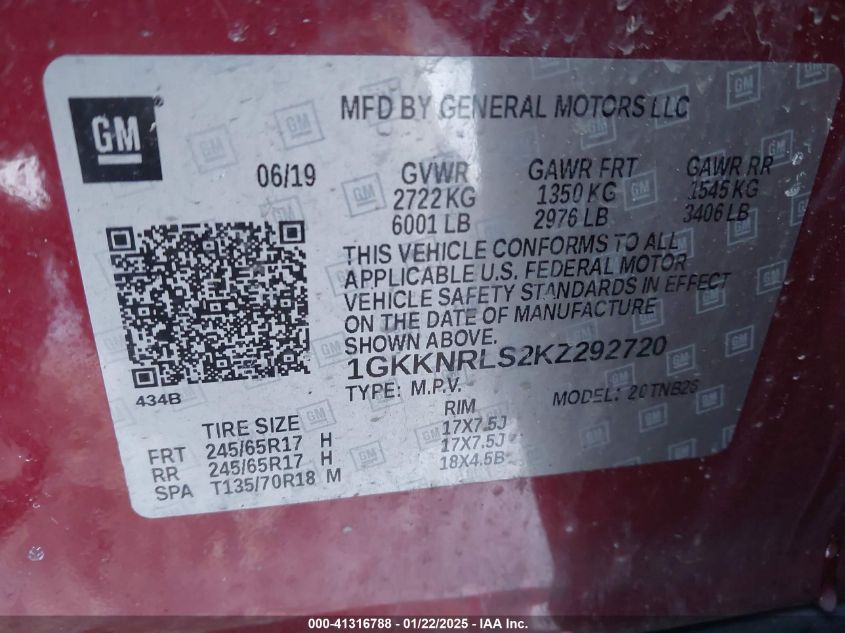 GM
MFD BY GENERAL MOTORS LLC
06/19 GVWR GAWR FRT GAWR RR
2722 KG 1350 KG 1545 KG
6001 LB 2976 LB 3406 LB
THIS VEHICLE CONFORMS TO ALL
APPLICABLE U.S. FEDERAL MOTOR
VEHICLE SAFETY STANDARDS IN EFFECT
ON THE DATE OF MANUFACTURE
SHOWN ABOVE.
1GKKNRLS2KZ292720
TYPE: M.P.V. MODEL: 20TNB26
434B
TIRE SIZE RIM
FRT 245/65R17 H 17X7.5J
RR 245/65R17 H 17X7.5J
SPA T135/70R18 M 18X4.5B
000-41316788 - 01/22/2025 - IAA, Inc.